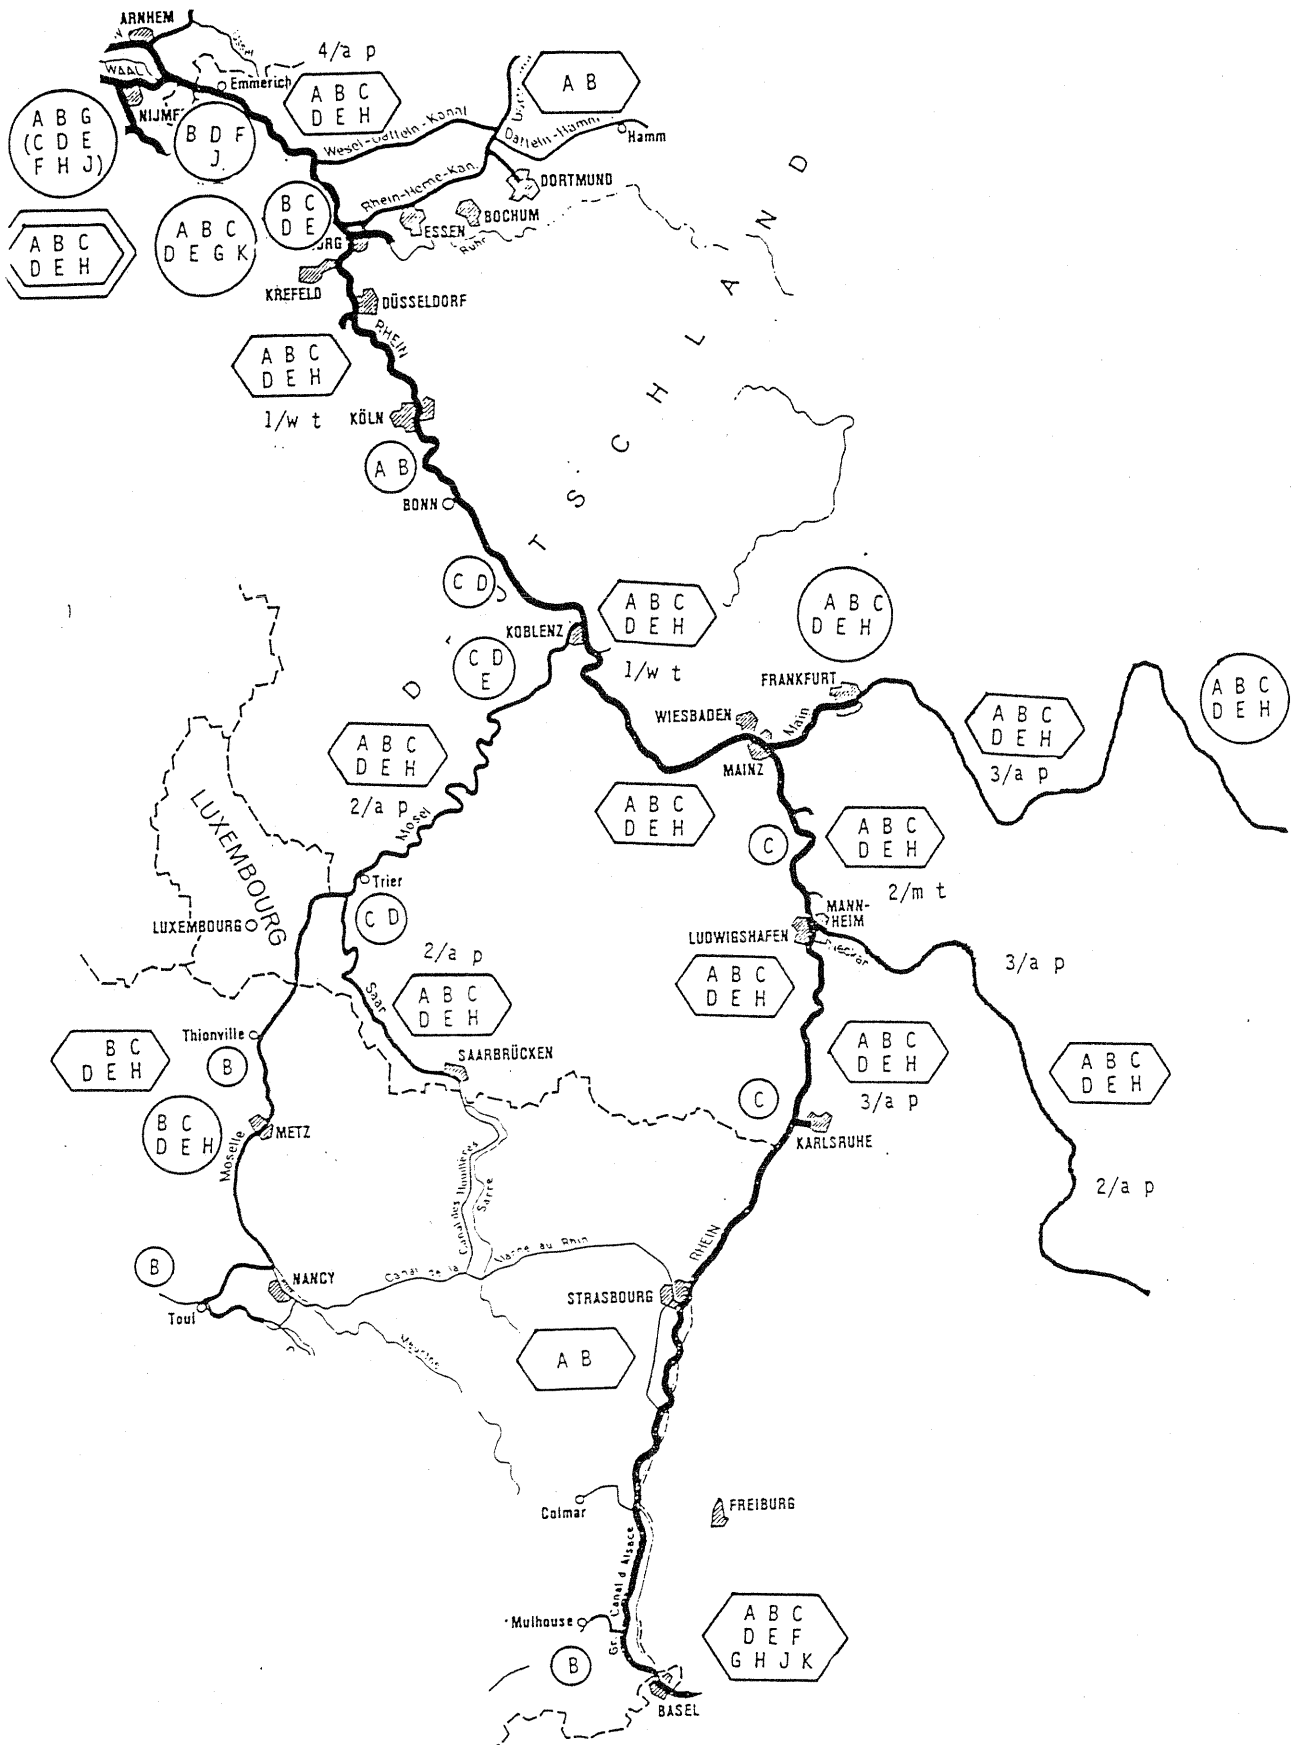 ARNHEM
4/a p
WAAL
Emmerich
A B C
D E H
A B
A B G
(C D E
F H J)
B D F
J
Wesel-Datteln-Kanal
Datteln-Hamm
Hamm
D
DORTMUND
Rhein-Herne-Kan.
B C
D E
BOCHUM
ESSEN
Ruhr
N
A B C
D E H
A B C
D E G K
KREFELD
DÜSSELDORF
A
RHEIN
L
A B C
D E H
1/w t
KÖLN
H
C
A B
BONN
S
T
C D
A B C
D E H
A B C
D E H
KOBLENZ
1/w t
C D
E
D
FRANKFURT
Main
WIESBADEN
MAINZ
A B C
D E H
3/a p
A B C
D E H
A B C
D E H
2/a p
Mosel
LUXEMBOURG
A B C
D E H
C
A B C
D E H
2/m t
Trier
C D
LUXEMBOURG
MANN-
HEIM
LUDWIGSHAFEN
Neckar
3/a p
2/a p
A B C
D E H
A B C
D E H
Saar
Thionville
B C
D E H
B
SAARBRÜCKEN
A B C
D E H
3/a p
A B C
D E H
C
KARLSRUHE
B C
D E H
METZ
Moselle
Canal des Houillères
Sarre
2/a p
B
NANCY
Toul
Canal de la
Marne au Rhin
RHEIN
STRASBOURG
Meurthe
A B
Colmar
FREIBURG
Gr. Canal d'Alsace
Mulhouse
B
A B C
D E F
G H J K
BASEL